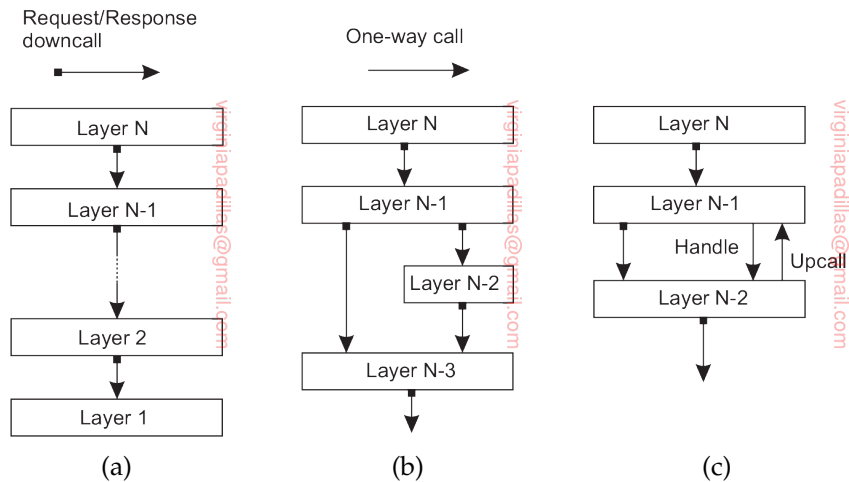 Request/Response
downcall
One-way call
Layer N
Layer N-1
Layer 2
Layer 1
(a)
Layer N
Layer N-1
Layer N-2
Layer N-3
(b)
Layer N
Layer N-1
Handle
Upcall
Layer N-2
(c)
virginiapadillas@gmail.com
virginiapadillas@gmail.com
virginiapadillas@gmail.com